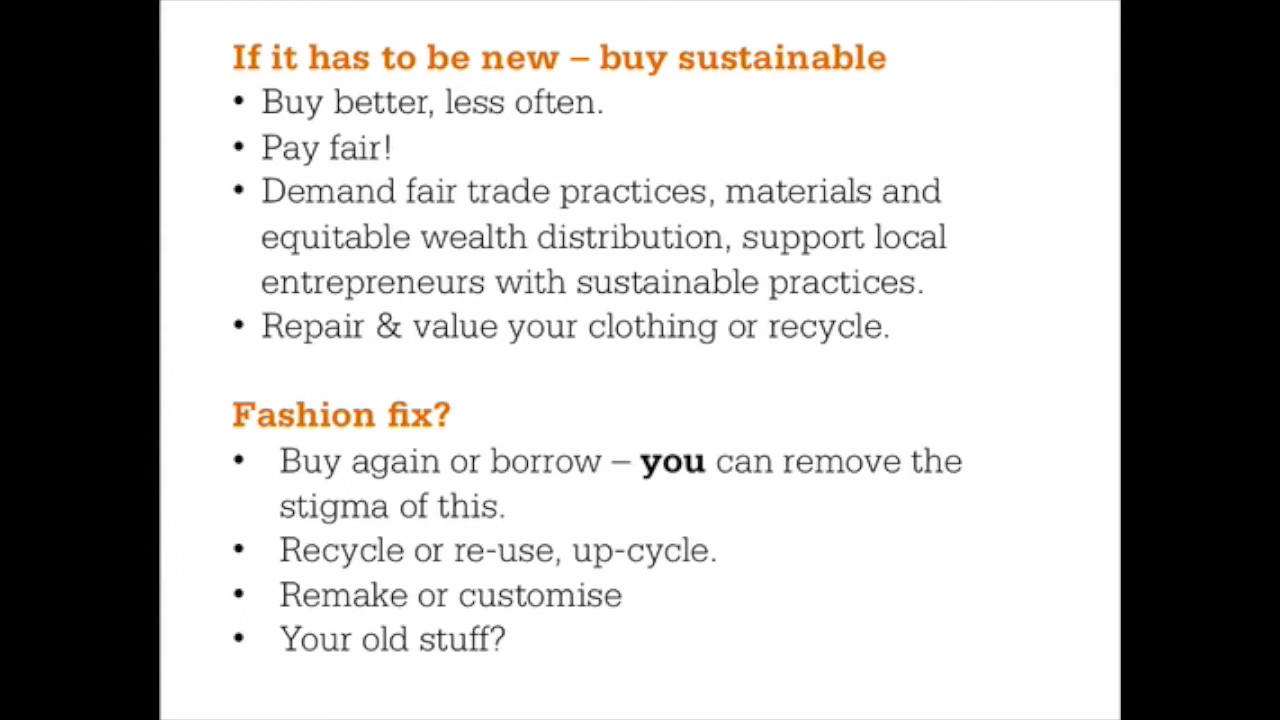 If it has to be new – buy sustainable
• Buy better, less often.
• Pay fair!
• Demand fair trade practices, materials and
equitable wealth distribution, support local
entrepreneurs with sustainable practices.
• Repair & value your clothing or recycle.
Fashion fix?
• Buy again or borrow – you can remove the
stigma of this.
• Recycle or re-use, up-cycle.
• Remake or customise
• Your old stuff?